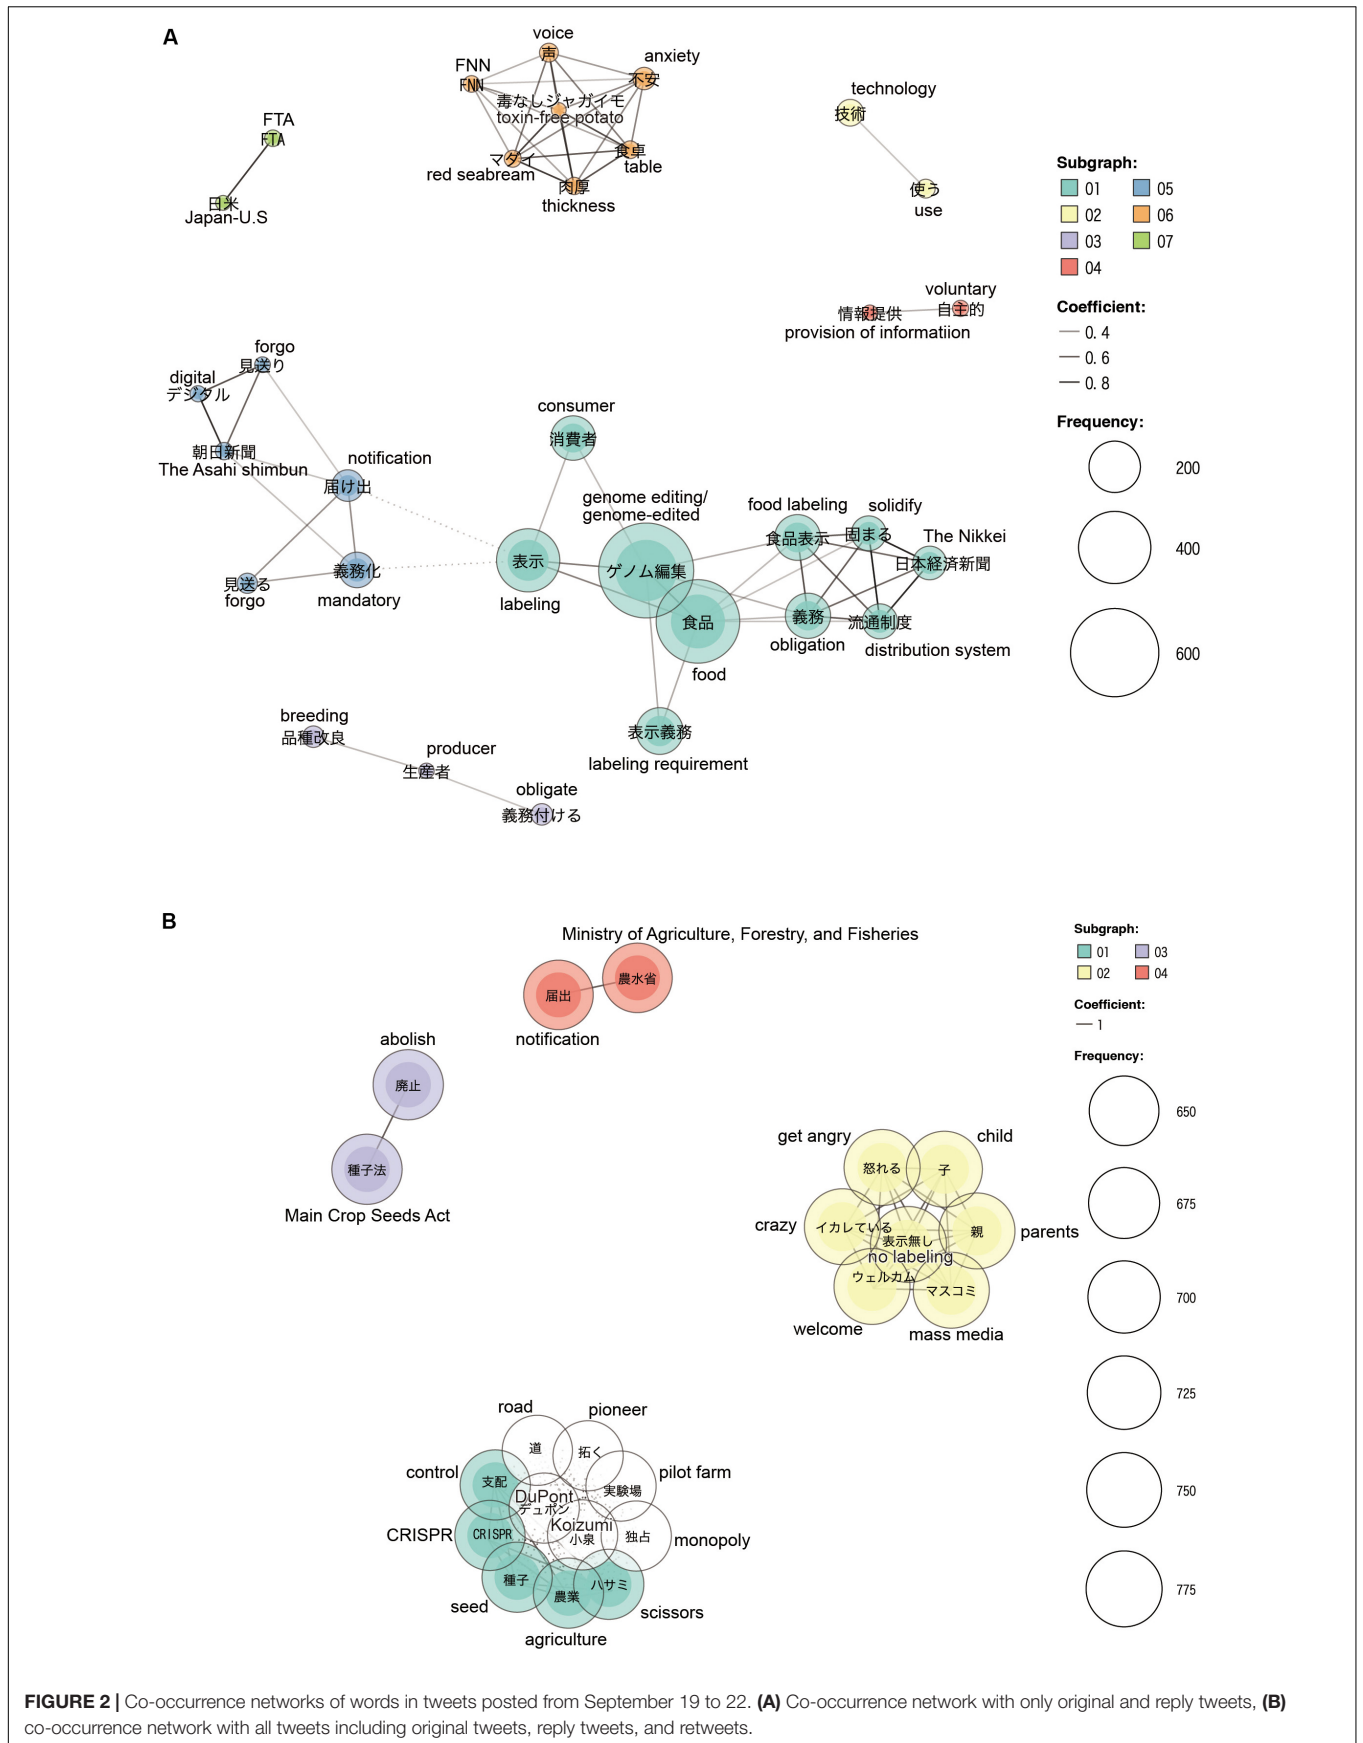 A
voice
声
FNN
FNN
anxiety
不安
毒なしジャガイモ
toxin-free potato
マダイ
red seabream
食卓
table
肉厚
thickness
FTA
FTA
日米
Japan-U.S
technology
技術
使う
use
voluntary
自主的
情報提供
provision of informatiion
Subgraph:
01 05
02 06
03 07
04
Coefficient:
0.4
0.6
0.8
Frequency:
200
400
600
forgo
見送り
digital
デジタル
朝日新聞
The Asahi shimbun
notification
届け出
見送る
forgo
義務化
mandatory
consumer
消費者
genome editing/
genome-edited
ゲノム編集
表示
labeling
食品
food
food labeling
食品表示
solidify
固まる
The Nikkei
日本経済新聞
義務
obligation
流通制度
distribution system
表示義務
labeling requirement
breeding
品種改良
producer
生産者
obligate
義務付ける
B
Ministry of Agriculture, Forestry, and Fisheries
農水省
届出
notification
abolish
廃止
種子法
Main Crop Seeds Act
get angry
怒れる
child
子
crazy
イカレている
表示無し
no labeling
親
parents
ウェルカム
welcome
マスコミ
mass media
road
道
pioneer
拓く
control
支配
pilot farm
実験場
DuPont
デュポン
Koizumi
小泉
CRISPR
CRISPR
独占
monopoly
種子
seed
農業
agriculture
ハサミ
scissors
Subgraph:
01 03
02 04
Coefficient:
1
Frequency:
650
675
700
725
750
775
FIGURE 2 | Co-occurrence networks of words in tweets posted from September 19 to 22. (A) Co-occurrence network with only original and reply tweets, (B)
co-occurrence network with all tweets including original tweets, reply tweets, and retweets.